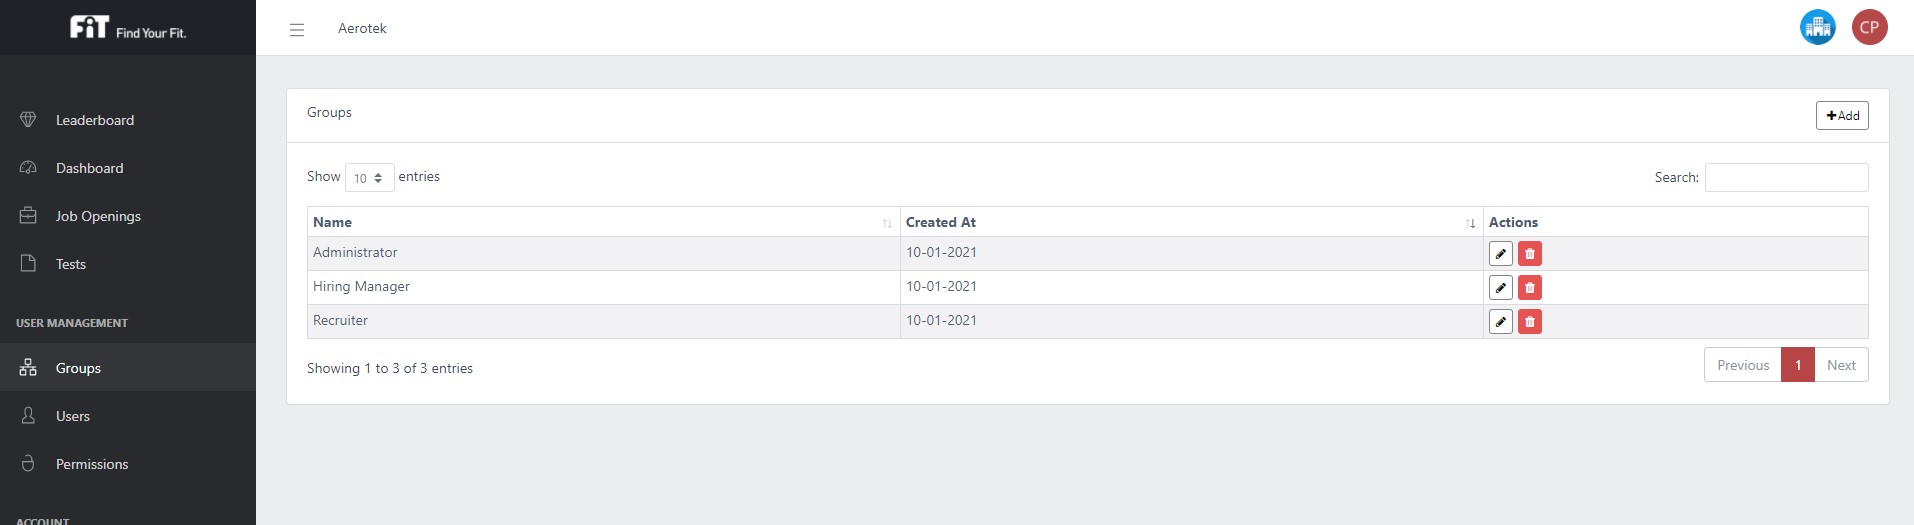 FiT Find Your Fit.
Aerotek
CP
Leaderboard
Dashboard
Job Openings
Tests
USER MANAGEMENT
Groups
Users
Permissions
ACCOUNT
Groups
+Add
Show 10 entries
Search:
Name Created At Actions
Administrator 10-01-2021
Hiring Manager 10-01-2021
Recruiter 10-01-2021
Showing 1 to 3 of 3 entries
Previous 1 Next